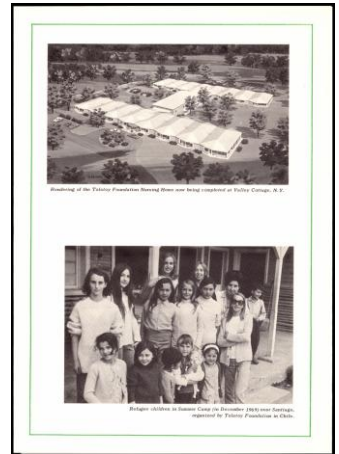 Rendering of the Tolstoy Foundation Nursing Home now being completed at Valley Cottage, N.Y.
Refugee children in Summer Camp (in December 1969) near Santiago,
organized by Tolstoy Foundation in Chile.